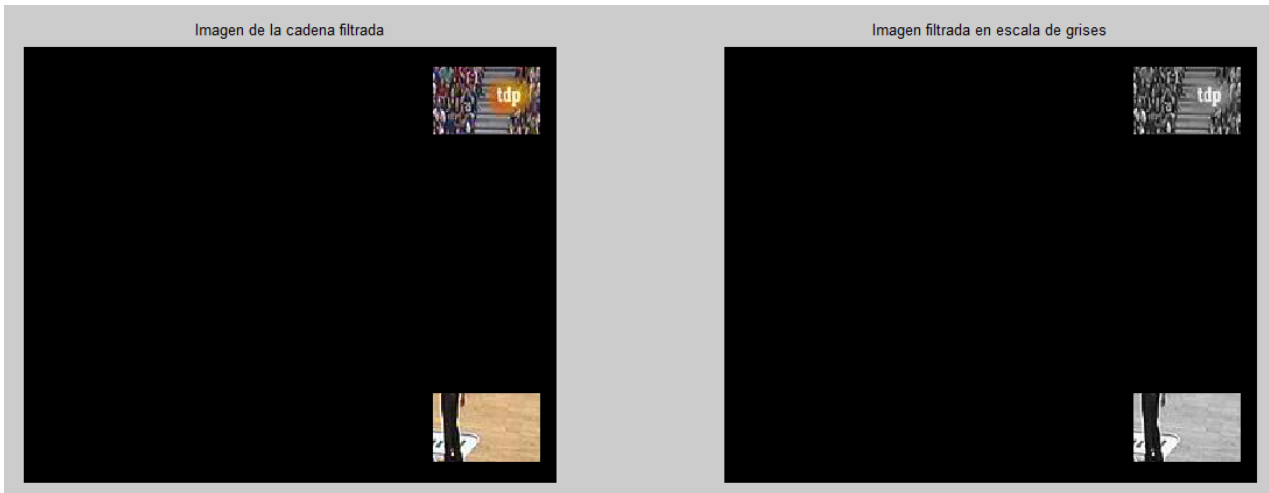 Imagen de la cadena filtrada
Imagen filtrada en escala de grises
tdp
tdp